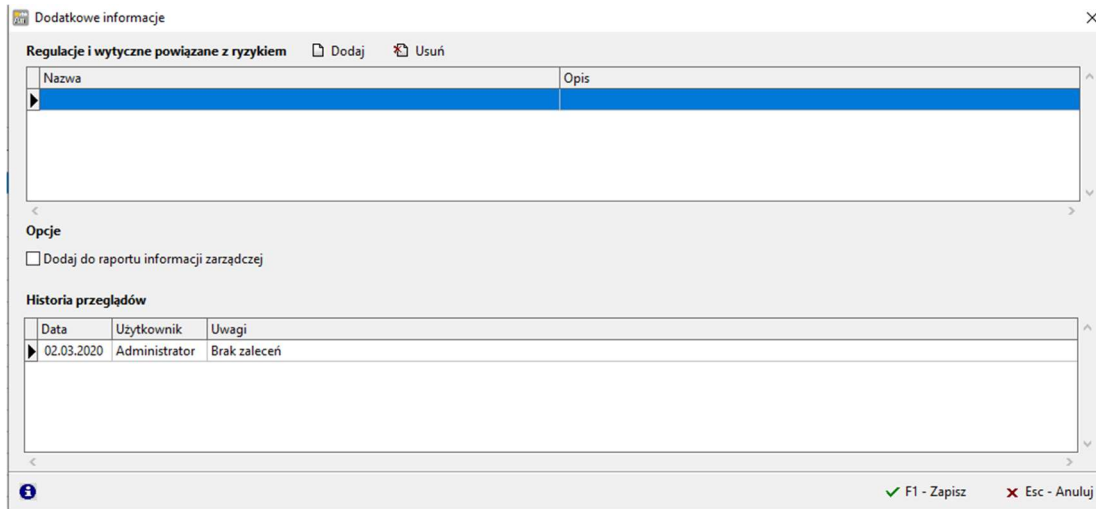 Dodatkowe informacje
Regulacje i wytyczne powiązane z ryzykiem Dodaj Usuń
Nazwa Opis
Opcje
Dodaj do raportu informacji zarządczej
Historia przeglądów
Data Użytkownik Uwagi
02.03.2020 Administrator Brak zaleceń
F1 - Zapisz Esc - Anuluj